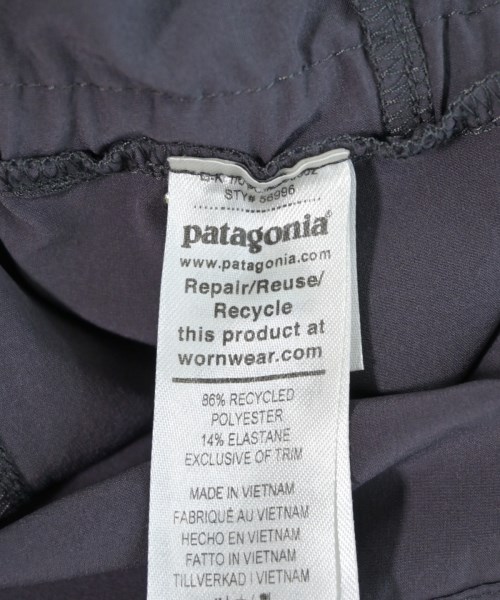 STY# 58996
patagonia®
www.patagonia.com
Repair/Reuse/
Recycle
this product at
wornwear.com
86% RECYCLED
POLYESTER
14% ELASTANE
EXCLUSIVE OF TRIM
MADE IN VIETNAM
FABRIQUÉ AU VIETNAM
HECHO EN VIETNAM
FATTO IN VIETNAM
TILLVERKAD I VIETNAM